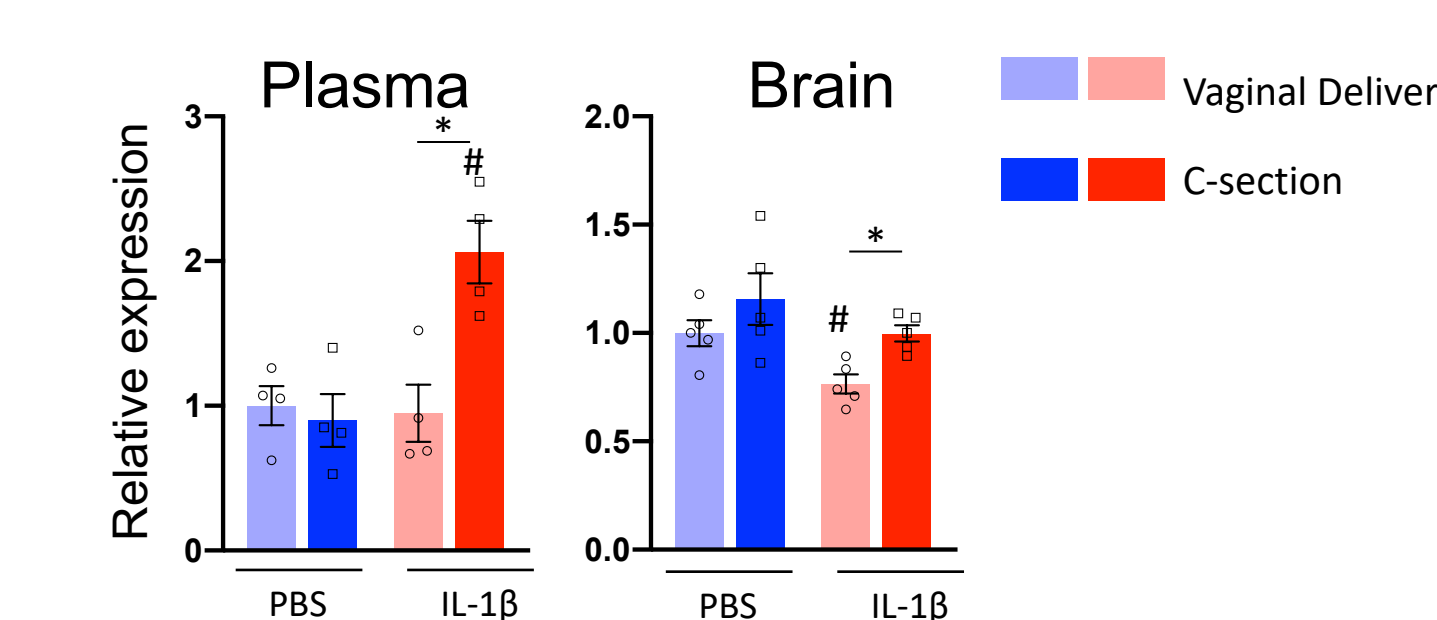 Plasma
Relative expression
3
2
1
0
*
#
PBS
IL-1β
Brain
2.0
1.5
1.0
0.5
0.0
#
*
PBS
IL-1β
Vaginal Deliver
C-section